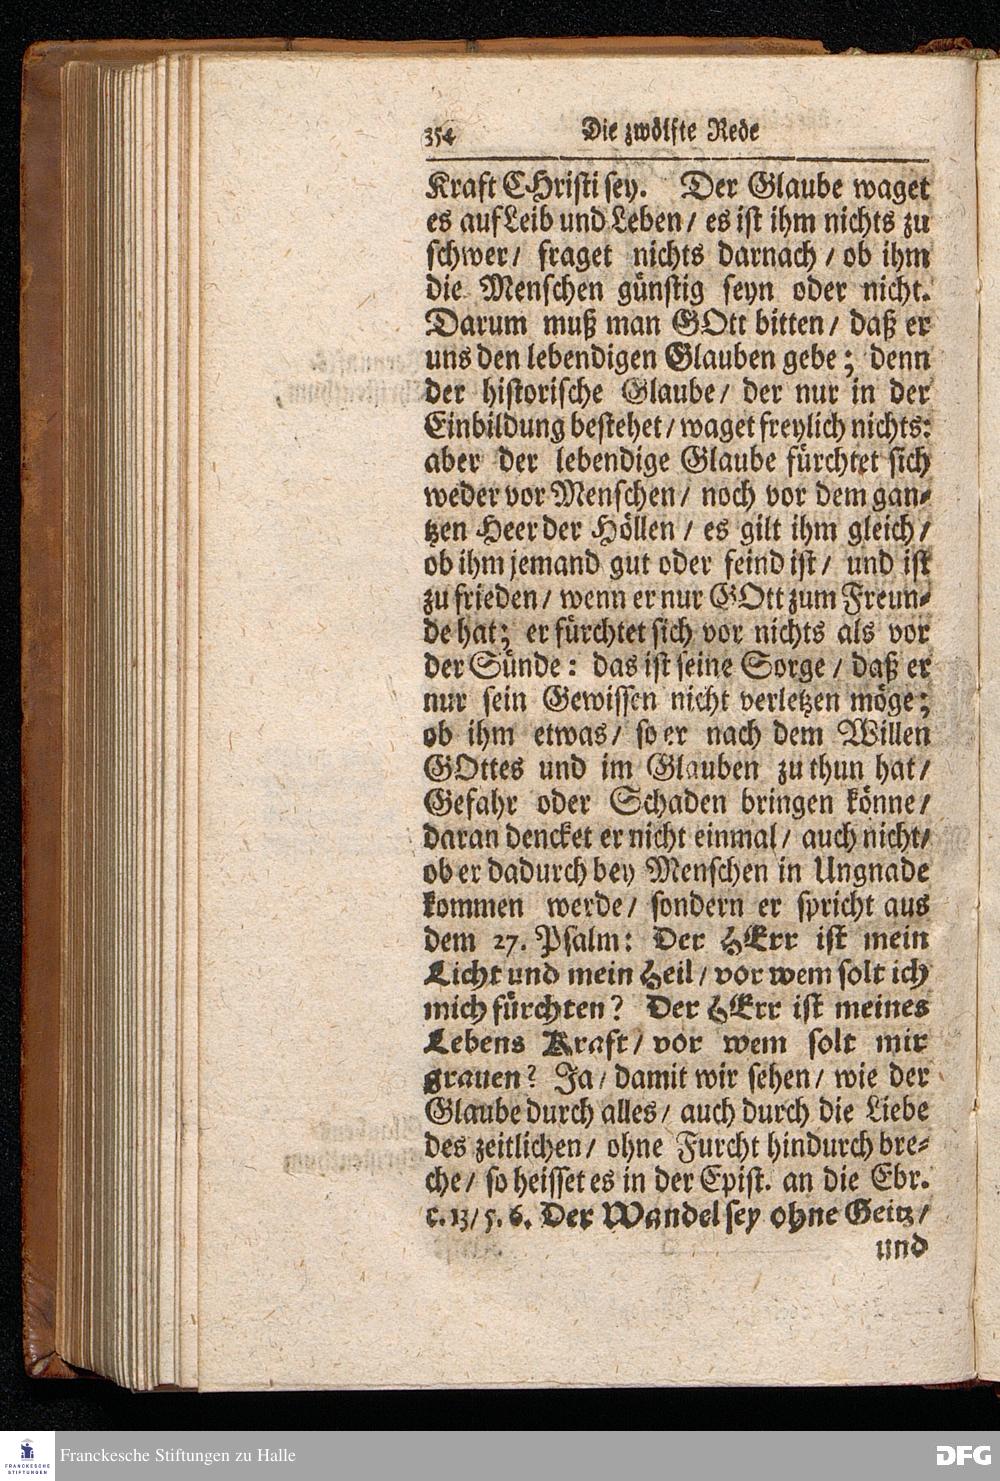 354 Die zwölfte Rede
Kraft CHristi sey. Der Glaube waget
es auf Leib und Leben / es ist ihm nichts zu
schwer / fraget nichts darnach / ob ihm
die Menschen günstig seyn oder nicht.
Darum muß man GOtt bitten / daß er
uns den lebendigen Glauben gebe; denn
der historische Glaube / der nur in der
Einbildung bestehet / waget freylich nichts:
aber der lebendige Glaube fürchtet sich
weder vor Menschen / noch vor dem gan-
tzen Heer der Höllen / es gilt ihm gleich /
ob ihm jemand gut oder feind ist / und ist
zu frieden / wenn er nur GOtt zum Freun-
de hat; er fürchtet sich vor nichts als vor
der Sünde: das ist seine Sorge / daß er
nur sein Gewissen nicht verletzen möge;
ob ihm etwas / so er nach dem Willen
GOttes und im Glauben zu thun hat /
Gefahr oder Schaden bringen könne /
daran dencket er nicht einmal / auch nicht /
ob er dadurch bey Menschen in Ungnade
kommen werde / sondern er spricht aus
dem 27. Psalm: Der HErr ist mein
Licht und mein Heil / vor wem solt ich
mich fürchten? Der HErr ist meines
Lebens Kraft / vor wem solt mir
grauen? Ja / damit wir sehen / wie der
Glaube durch alles / auch durch die Liebe
des zeitlichen / ohne Furcht hindurch bre-
che / so heisset es in der Epist. an die Ebr.
c. 13 / 5. 6. Der Wandel sey ohne Geitz /
und
FRANCKESCHE STIFTUNGEN
Franckesche Stiftungen zu Halle
DFG